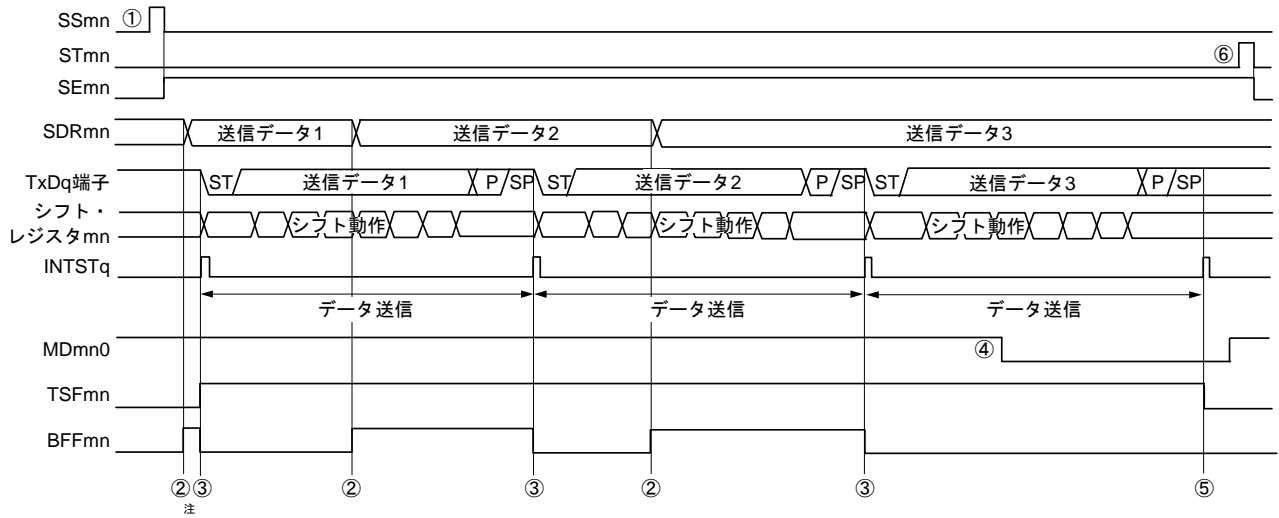 SSmn ①
STmn ⑥
SEmn
SDRmn 送信データ1 送信データ2 送信データ3
TxDq端子 ST 送信データ1 P SP ST 送信データ2 P SP ST 送信データ3 P SP
シフト・
レジスタmn シフト動作 シフト動作 シフト動作
INTSTq
データ送信 データ送信 データ送信
MDmn0 ④
TSFmn
BFFmn
② ③ ② ③ ② ③ ⑤
注